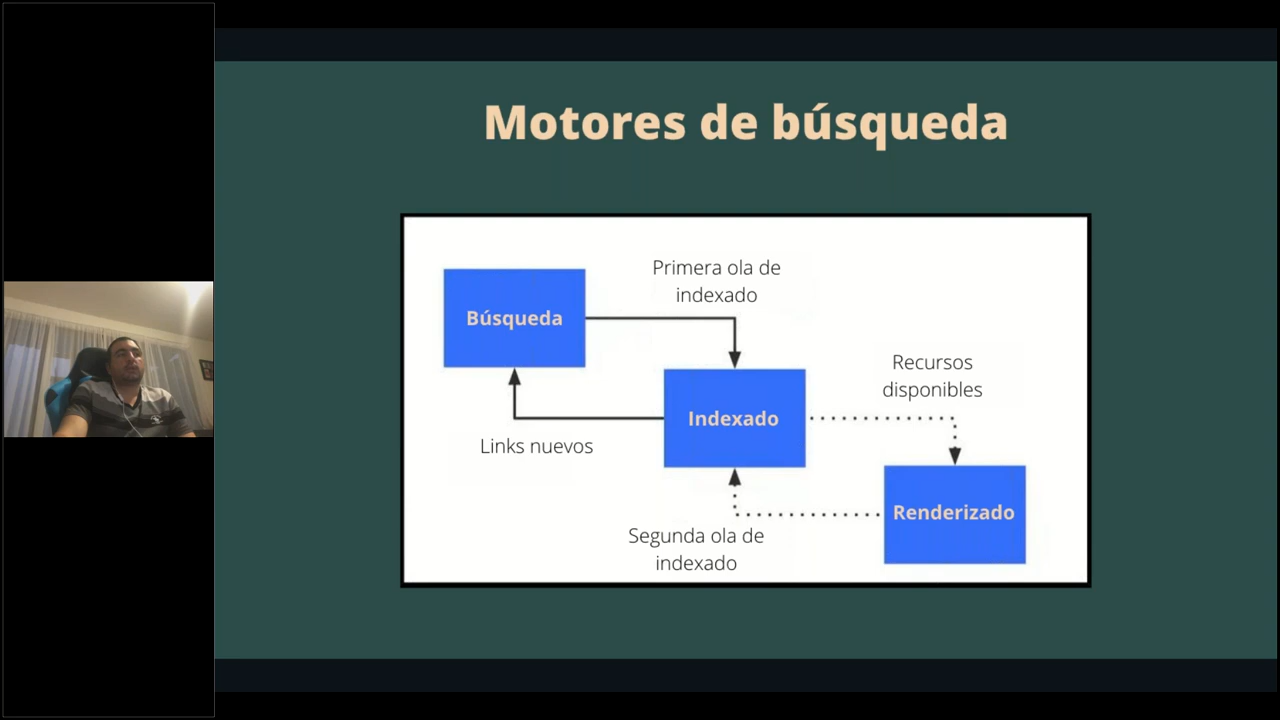 Motores de búsqueda
Primera ola de
indexado
Búsqueda
Recursos
disponibles
Indexado
Links nuevos
Renderizado
Segunda ola de
indexado